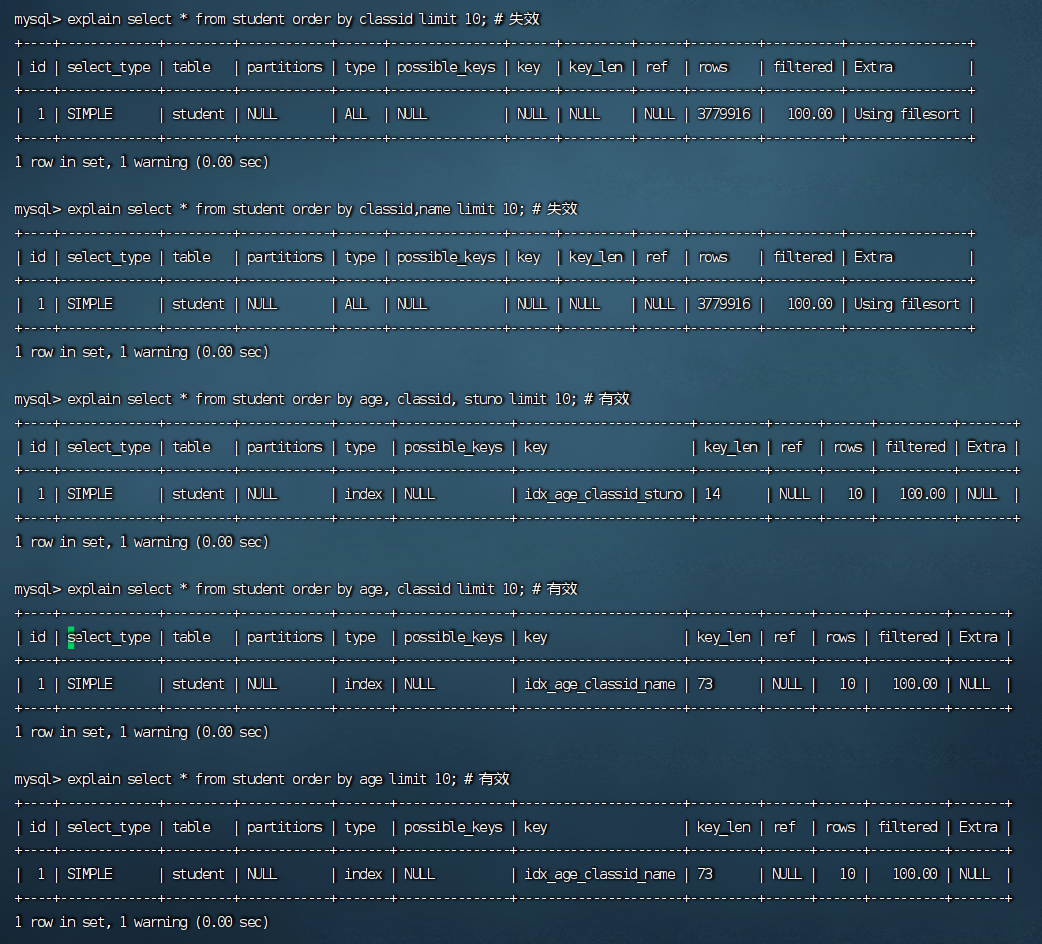 mysql> explain select * from student order by classid limit 10; # 失效
+----+-------------+---------+------------+------+---------------+------+---------+------+---------+----------+----------------+
| id | select_type | table   | partitions | type | possible_keys | key  | key_len | ref  | rows    | filtered | Extra          |
+----+-------------+---------+------------+------+---------------+------+---------+------+---------+----------+----------------+
|  1 | SIMPLE      | student | NULL       | ALL  | NULL          | NULL | NULL    | NULL | 3779916 |   100.00 | Using filesort |
+----+-------------+---------+------------+------+---------------+------+---------+------+---------+----------+----------------+
1 row in set, 1 warning (0.00 sec)
mysql> explain select * from student order by classid,name limit 10; # 失效
+----+-------------+---------+------------+------+---------------+------+---------+------+---------+----------+----------------+
| id | select_type | table   | partitions | type | possible_keys | key  | key_len | ref  | rows    | filtered | Extra          |
+----+-------------+---------+------------+------+---------------+------+---------+------+---------+----------+----------------+
|  1 | SIMPLE      | student | NULL       | ALL  | NULL          | NULL | NULL    | NULL | 3779916 |   100.00 | Using filesort |
+----+-------------+---------+------------+------+---------------+------+---------+------+---------+----------+----------------+
1 row in set, 1 warning (0.00 sec)
mysql> explain select * from student order by age, classid, stuno limit 10; # 有效
+----+-------------+---------+------------+-------+---------------+-----------------------+---------+------+------+----------+-------+
| id | select_type | table   | partitions | type  | possible_keys | key                   | key_len | ref  | rows | filtered | Extra |
+----+-------------+---------+------------+-------+---------------+-----------------------+---------+------+------+----------+-------+
|  1 | SIMPLE      | student | NULL       | index | NULL          | idx_age_classid_stuno | 14      | NULL |   10 |   100.00 | NULL  |
+----+-------------+---------+------------+-------+---------------+-----------------------+---------+------+------+----------+-------+
1 row in set, 1 warning (0.00 sec)
mysql> explain select * from student order by age, classid limit 10; # 有效
+----+-------------+---------+------------+-------+---------------+----------------------+---------+------+------+----------+-------+
| id | select_type | table   | partitions | type  | possible_keys | key                  | key_len | ref  | rows | filtered | Extra |
+----+-------------+---------+------------+-------+---------------+----------------------+---------+------+------+----------+-------+
|  1 | SIMPLE      | student | NULL       | index | NULL          | idx_age_classid_name | 73      | NULL |   10 |   100.00 | NULL  |
+----+-------------+---------+------------+-------+---------------+----------------------+---------+------+------+----------+-------+
1 row in set, 1 warning (0.00 sec)
mysql> explain select * from student order by age limit 10; # 有效
+----+-------------+---------+------------+-------+---------------+----------------------+---------+------+------+----------+-------+
| id | select_type | table   | partitions | type  | possible_keys | key                  | key_len | ref  | rows | filtered | Extra |
+----+-------------+---------+------------+-------+---------------+----------------------+---------+------+------+----------+-------+
|  1 | SIMPLE      | student | NULL       | index | NULL          | idx_age_classid_name | 73      | NULL |   10 |   100.00 | NULL  |
+----+-------------+---------+------------+-------+---------------+----------------------+---------+------+------+----------+-------+
1 row in set, 1 warning (0.00 sec)